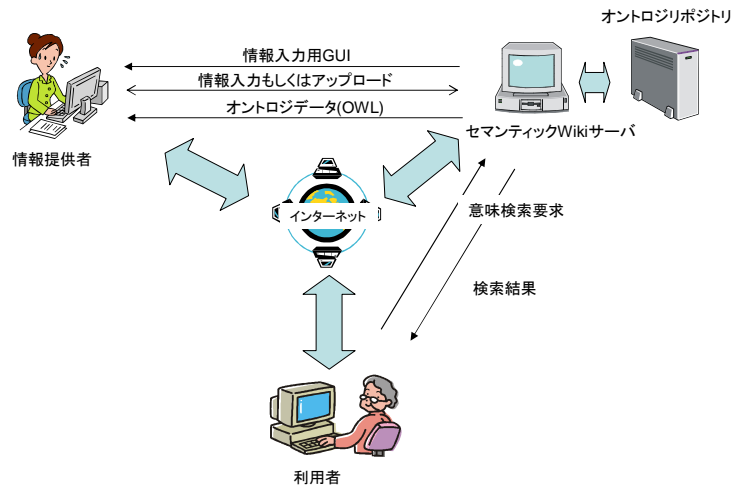 オントロジリポジトリ
情報入力用GUI
情報入力もしくはアップロード
オントロジデータ(OWL)
セマンティックWikiサーバ
情報提供者
インターネット
意味検索要求
検索結果
利用者